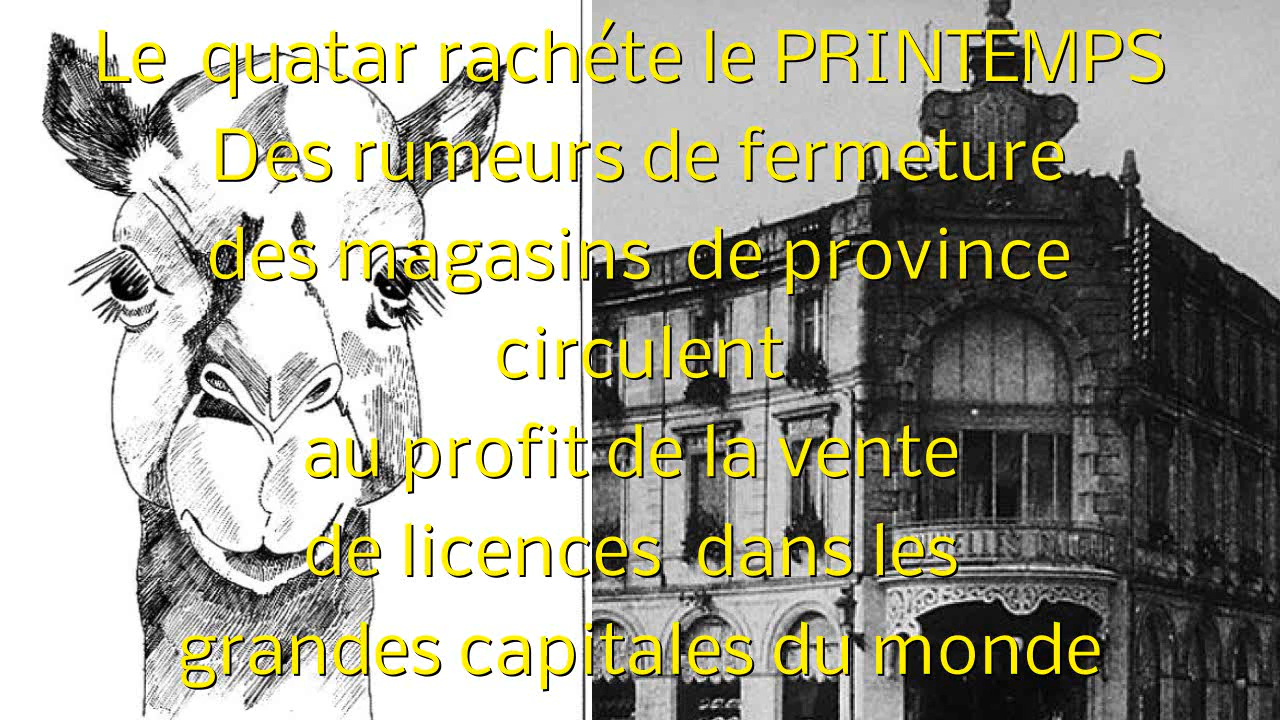 Le quatar rachéte le PRINTEMPS
Des rumeurs de fermeture
des magasins de province
circulent
au profit de la vente
de licences dans les
grandes capitales du monde